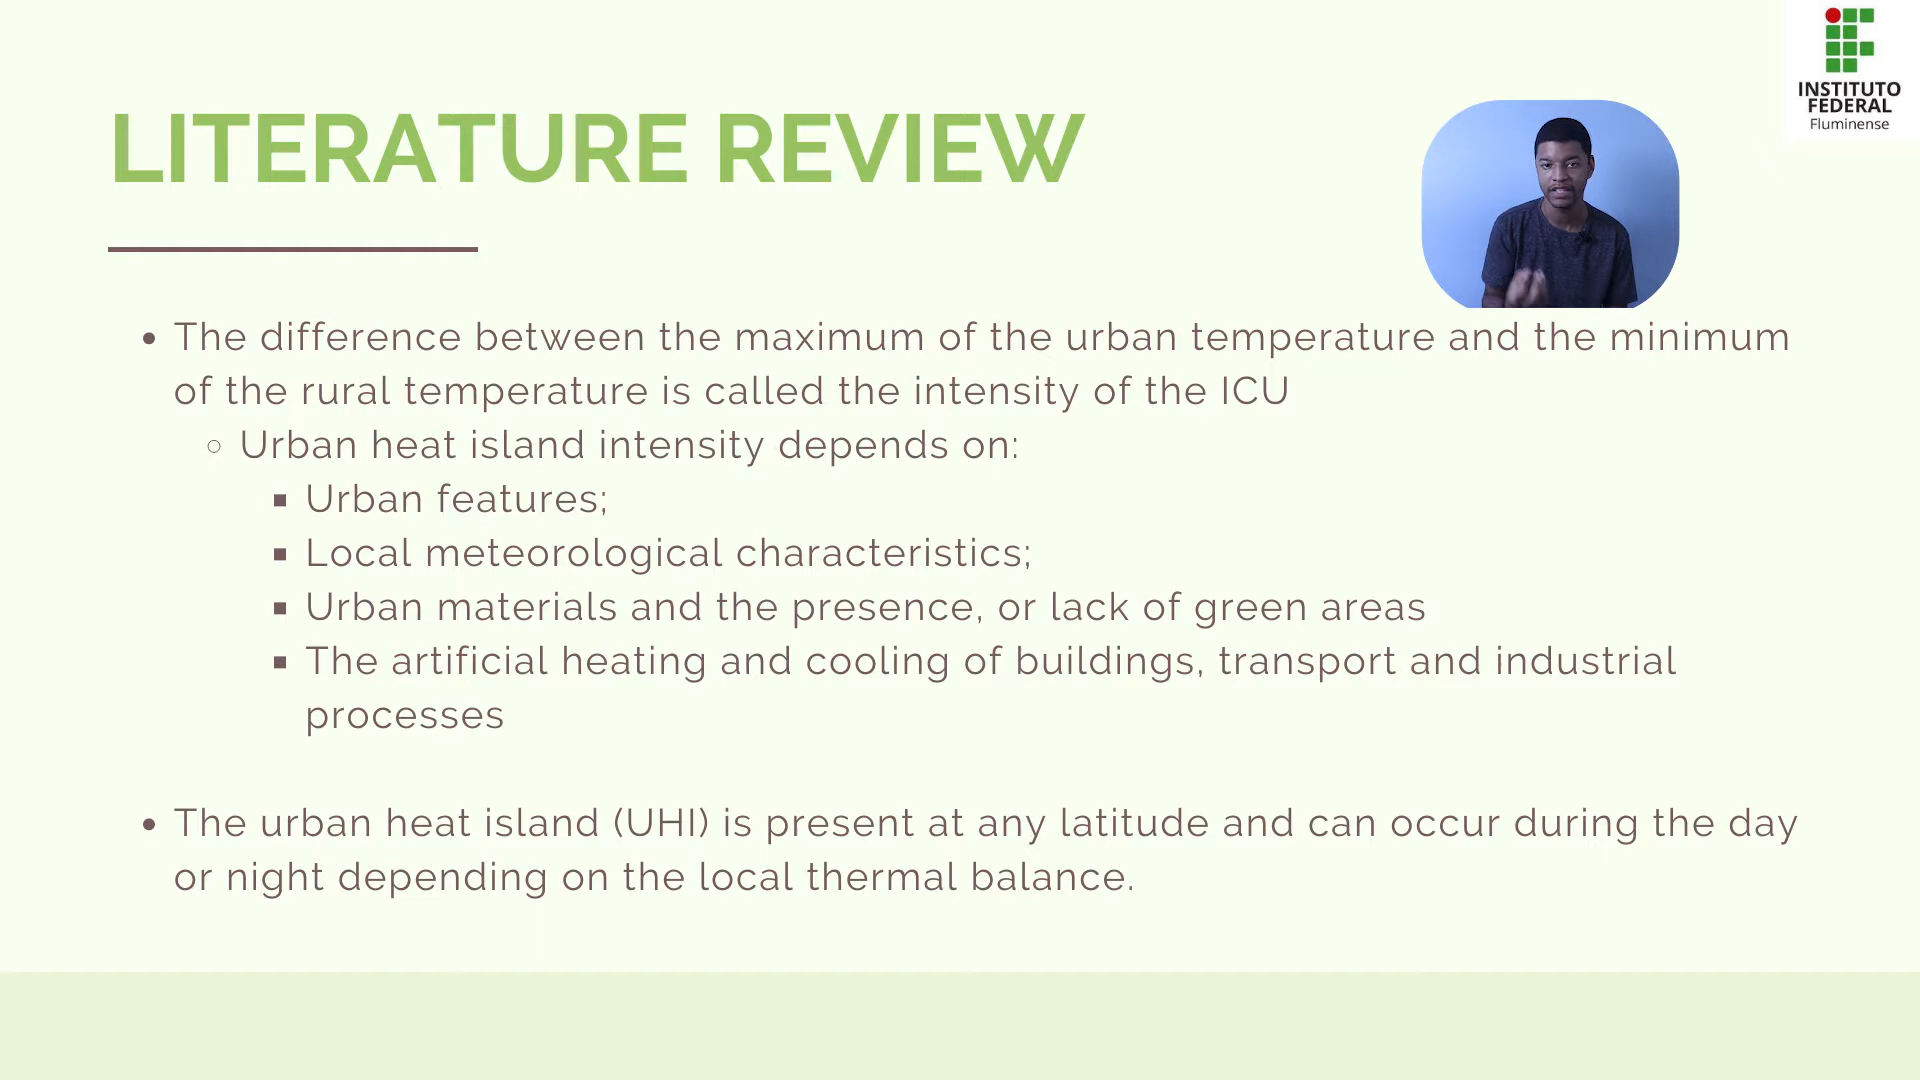 INSTITUTO
FEDERAL
Fluminense
LITERATURE REVIEW
The difference between the maximum of the urban temperature and the minimum
of the rural temperature is called the intensity of the ICU
Urban heat island intensity depends on:
Urban features;
Local meteorological characteristics;
Urban materials and the presence, or lack of green areas
The artificial heating and cooling of buildings, transport and industrial
processes
The urban heat island (UHI) is present at any latitude and can occur during the day
or night depending on the local thermal balance.